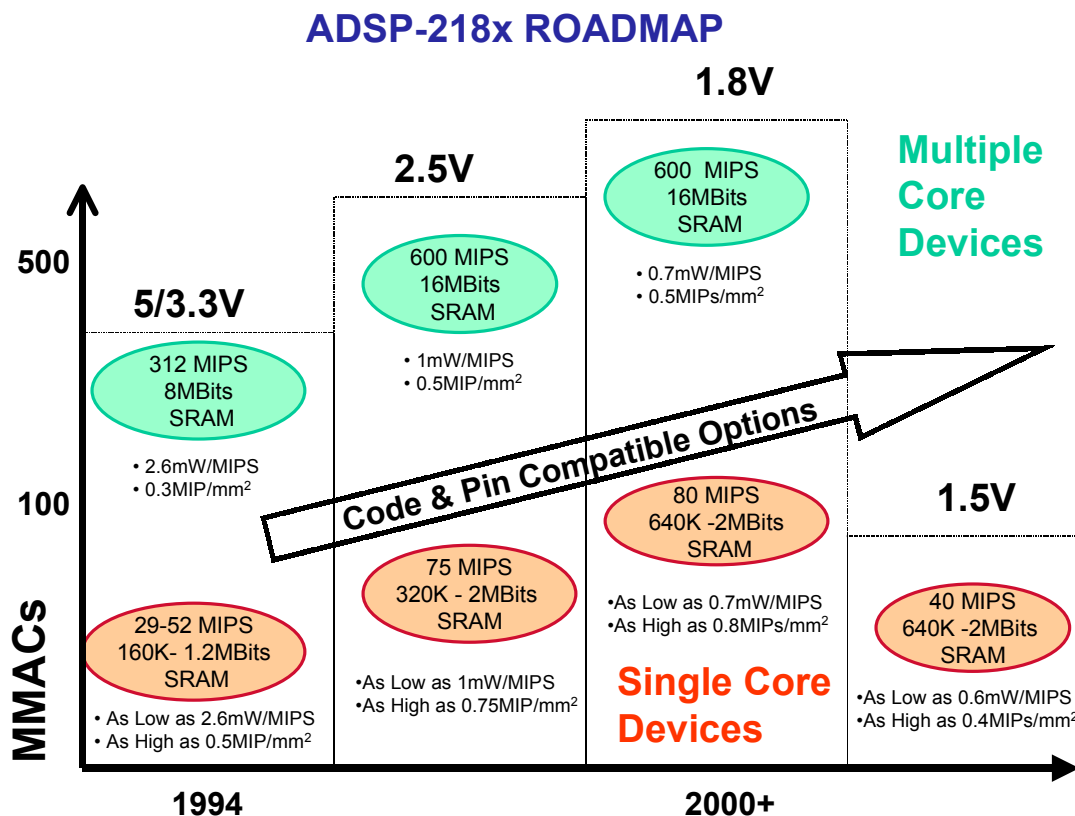 ADSP-218x ROADMAP
1.8V
Multiple
Core
Devices
2.5V
600 MIPS
16MBits
SRAM
500
600 MIPS
16MBits
SRAM
• 0.7mW/MIPS
• 0.5MIPs/mm²
5/3.3V
312 MIPS
8MBits
SRAM
• 1mW/MIPS
• 0.5MIP/mm²
• 2.6mW/MIPS
• 0.3MIP/mm²
Code & Pin Compatible Options
100
80 MIPS
640K -2MBits
SRAM
1.5V
75 MIPS
320K - 2MBits
SRAM
•As Low as 0.7mW/MIPS
•As High as 0.8MIPs/mm²
40 MIPS
640K -2MBits
SRAM
MMACs
29-52 MIPS
160K- 1.2MBits
SRAM
•As Low as 1mW/MIPS
•As High as 0.75MIP/mm²
Single Core
Devices
•As Low as 0.6mW/MIPS
•As High as 0.4MIPs/mm²
• As Low as 2.6mW/MIPS
• As High as 0.5MIP/mm²
1994
2000+